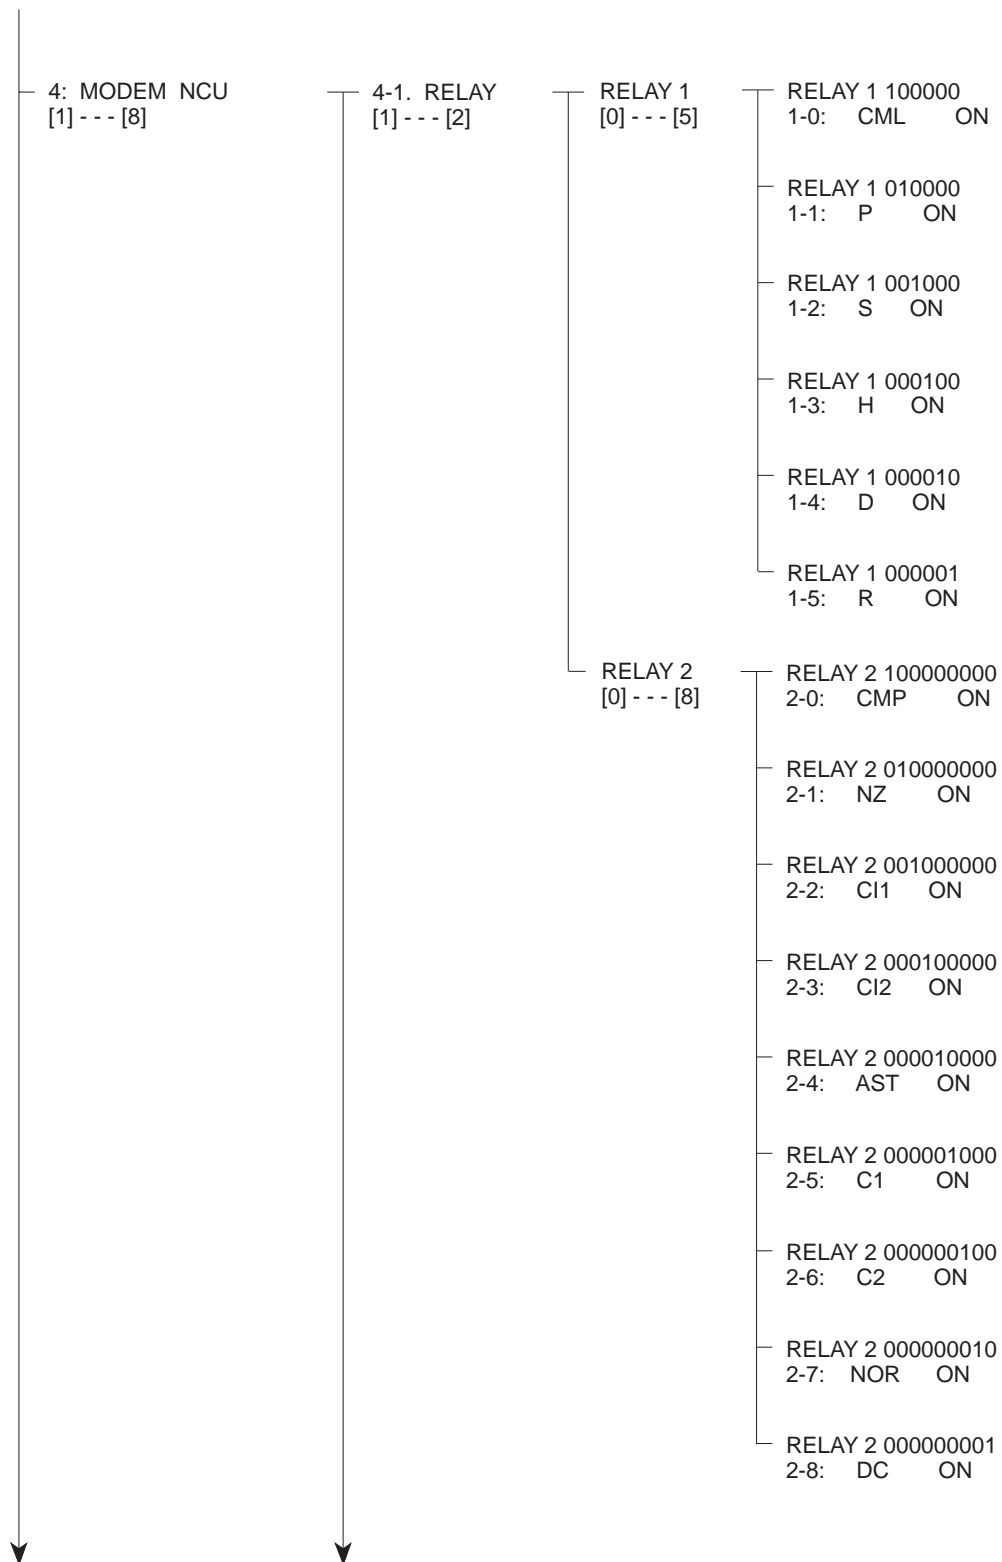 4: MODEM NCU
[1] - - - [8]
4-1. RELAY
[1] - - - [2]
RELAY 1
[0] - - - [5]
RELAY 1 100000
1-0: CML ON
RELAY 1 010000
1-1: P ON
RELAY 1 001000
1-2: S ON
RELAY 1 000100
1-3: H ON
RELAY 1 000010
1-4: D ON
RELAY 1 000001
1-5: R ON
RELAY 2
[0] - - - [8]
RELAY 2 100000000
2-0: CMP ON
RELAY 2 010000000
2-1: NZ ON
RELAY 2 001000000
2-2: CI1 ON
RELAY 2 000100000
2-3: CI2 ON
RELAY 2 000010000
2-4: AST ON
RELAY 2 000001000
2-5: C1 ON
RELAY 2 000000100
2-6: C2 ON
RELAY 2 000000010
2-7: NOR ON
RELAY 2 000000001
2-8: DC ON